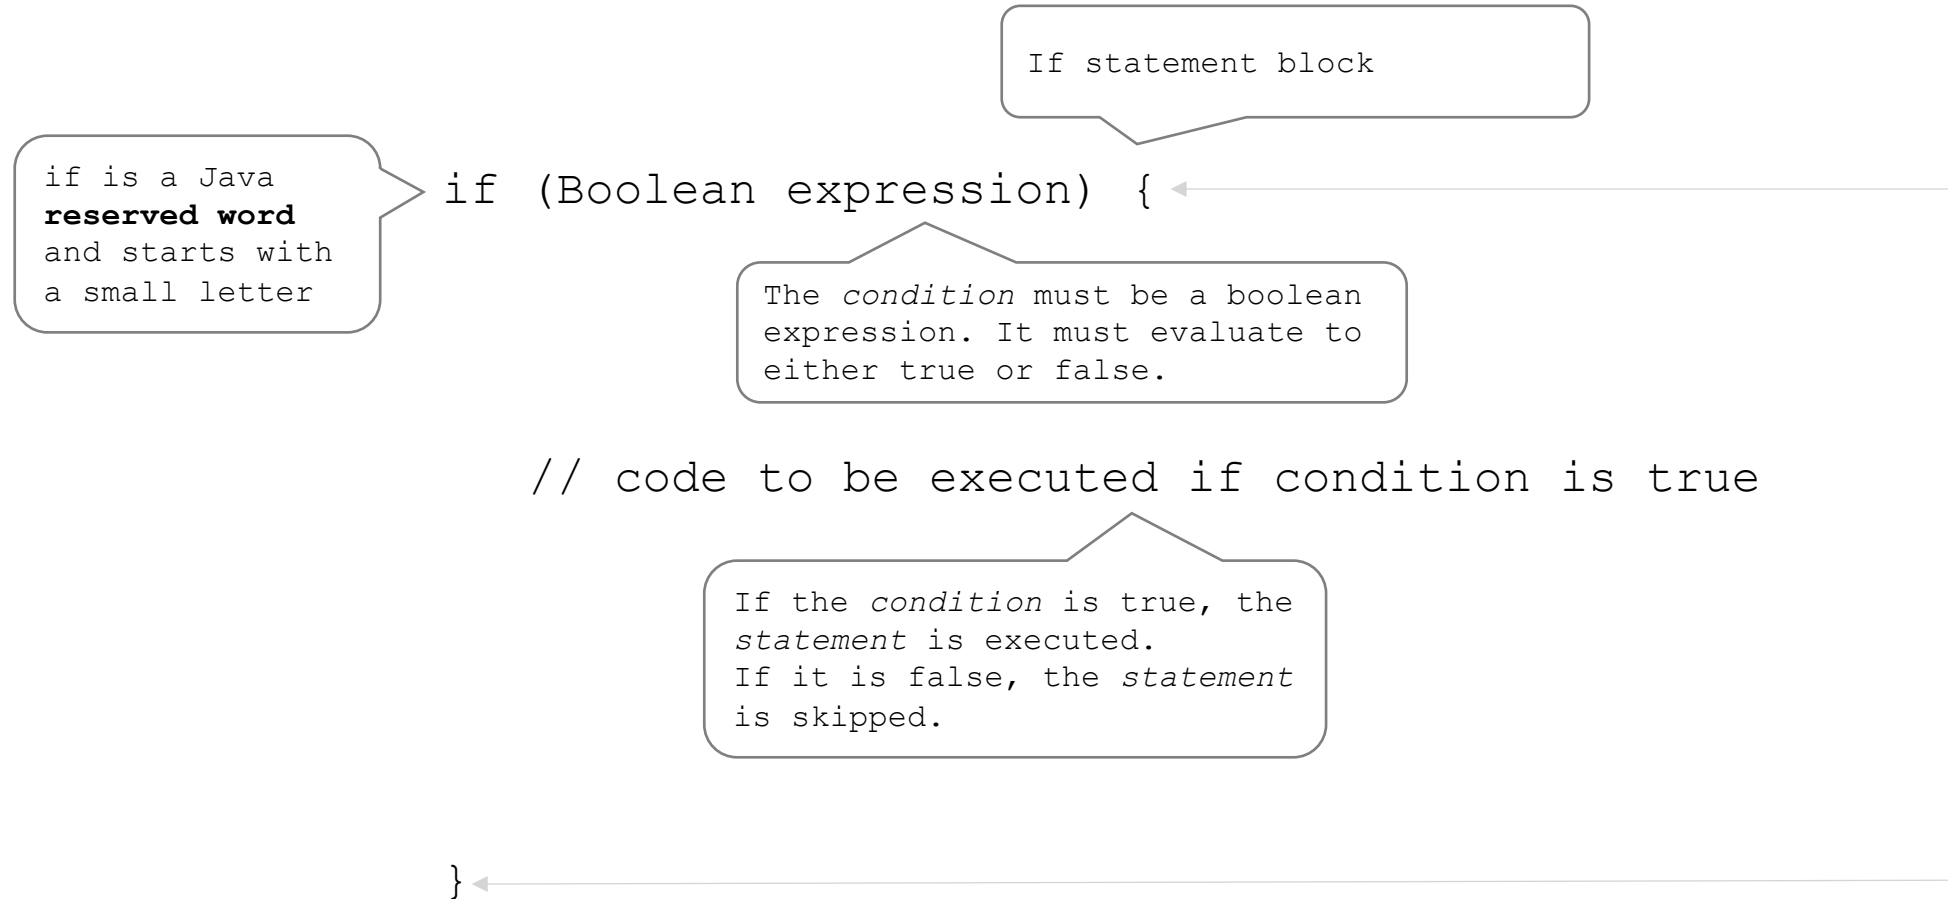 If statement block
if is a Java
reserved word
and starts with
a small letter
if (Boolean expression) {
The condition must be a boolean
expression. It must evaluate to
either true or false.
// code to be executed if condition is true
If the condition is true, the
statement is executed.
If it is false, the statement
is skipped.
}